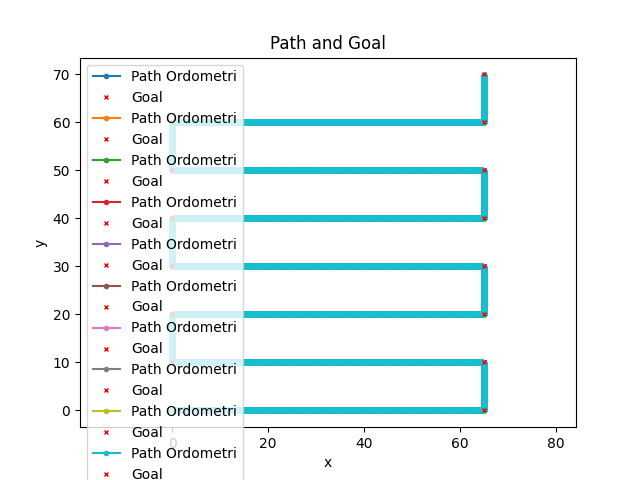 Path and Goal
70
60
50
40
30
20
10
0
y
Path Ordometri
Goal
Path Ordometri
Goal
Path Ordometri
Goal
Path Ordometri
Goal
Path Ordometri
Goal
Path Ordometri
Goal
Path Ordometri
Goal
Path Ordometri
Goal
Path Ordometri
Goal
Path Ordometri
Goal
0 20 40 60 80
x